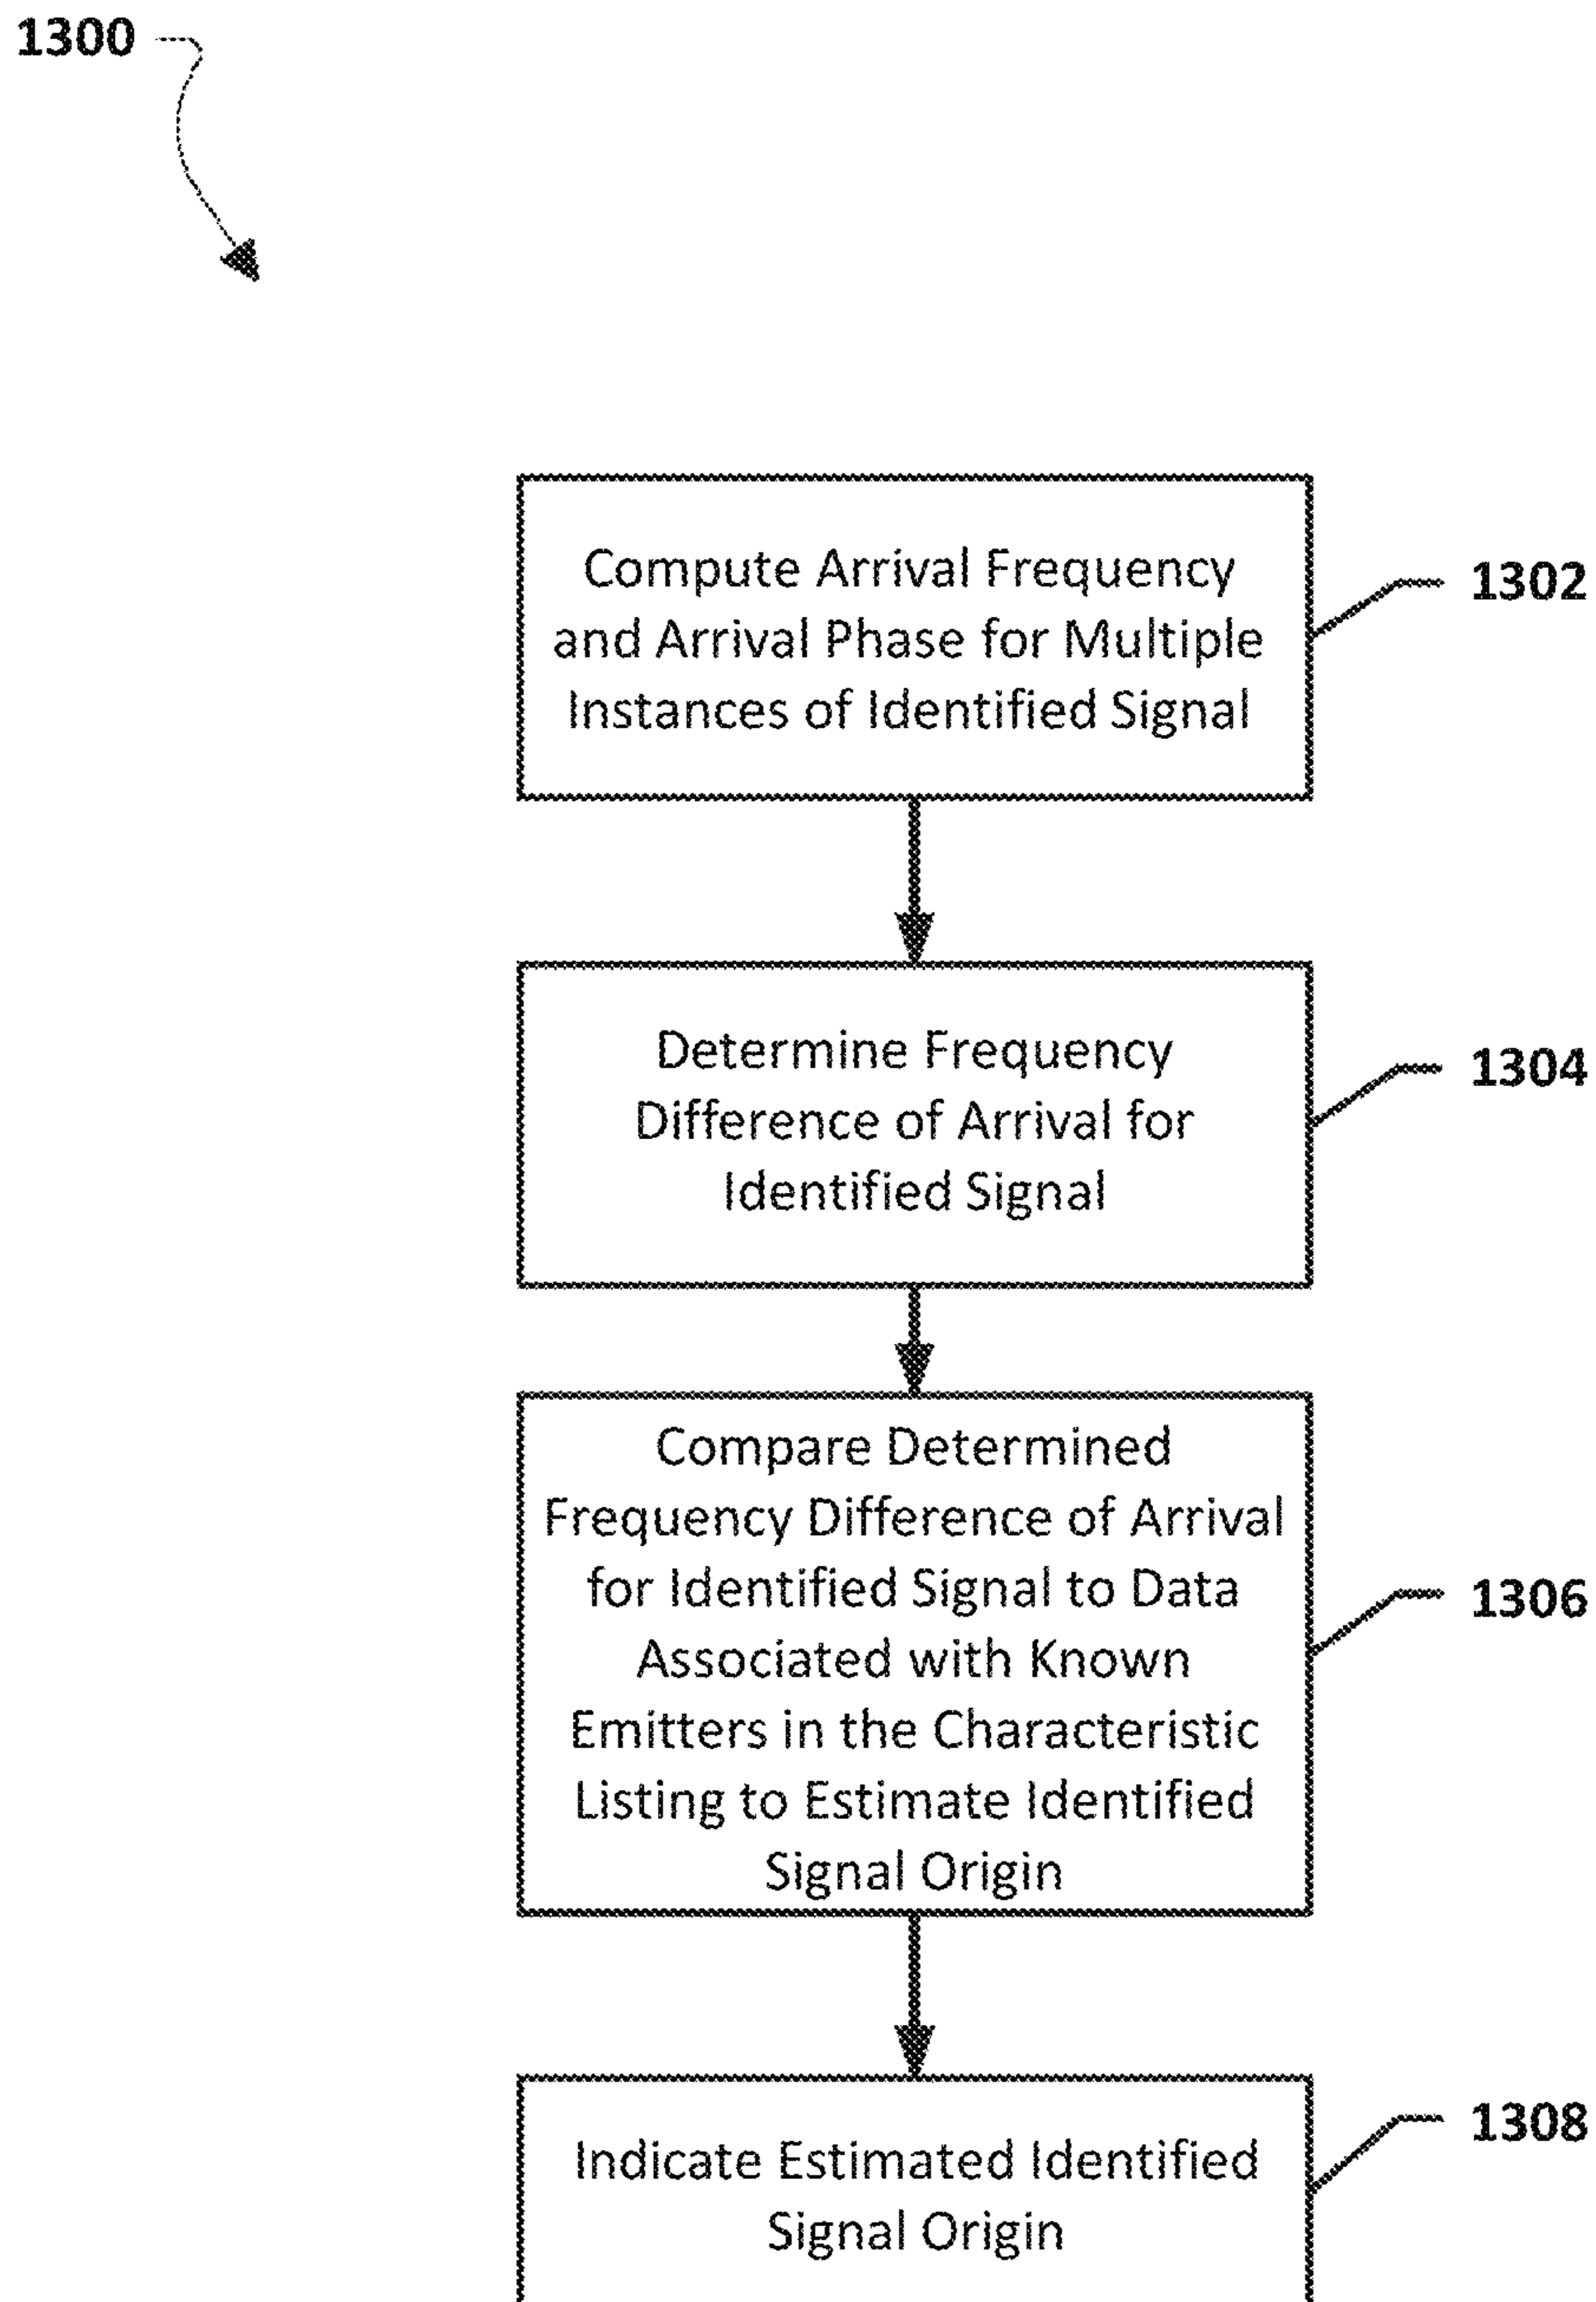 1300
Compute Arrival Frequency
and Arrival Phase for Multiple
Instances of Identified Signal
1302
Determine Frequency
Difference of Arrival for
Identified Signal
1304
Compare Determined
Frequency Difference of Arrival
for Identified Signal to Data
Associated with Known
Emitters in the Characteristic
Listing to Estimate Identified
Signal Origin
1306
Indicate Estimated Identified
Signal Origin
1308